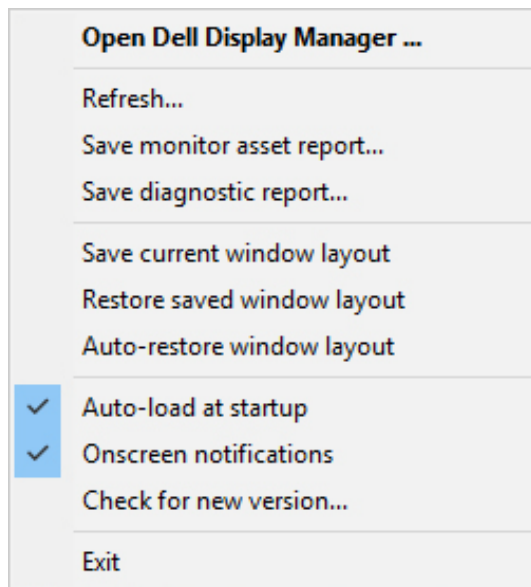 Open Dell Display Manager ...
Refresh...
Save monitor asset report...
Save diagnostic report...
Save current window layout
Restore saved window layout
Auto-restore window layout
Auto-load at startup
Onscreen notifications
Check for new version...
Exit